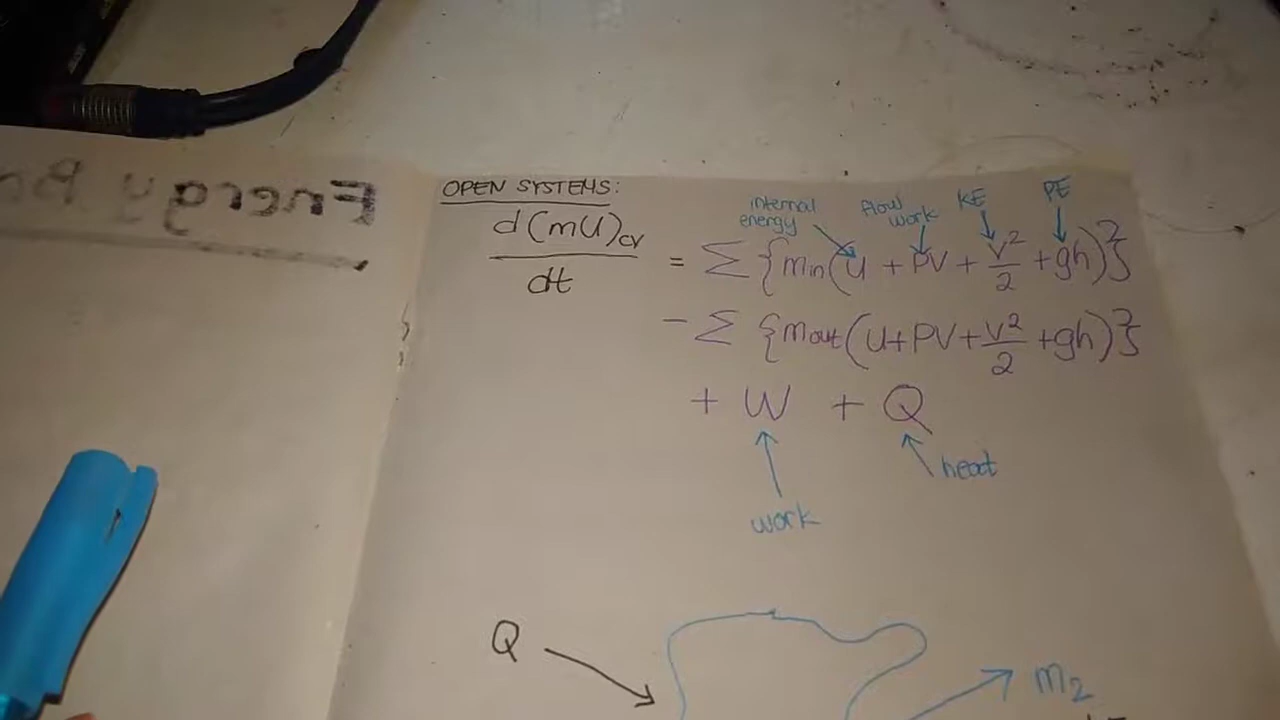 Energy
OPEN SYSTEMS:
internal energy flow work KE PE
d(mU)cv/dt = Σ {min(U + PV + v²/2 + gh)}
- Σ {mout(U + PV + v²/2 + gh)}
+ W + Q
heat
work
Q
m2